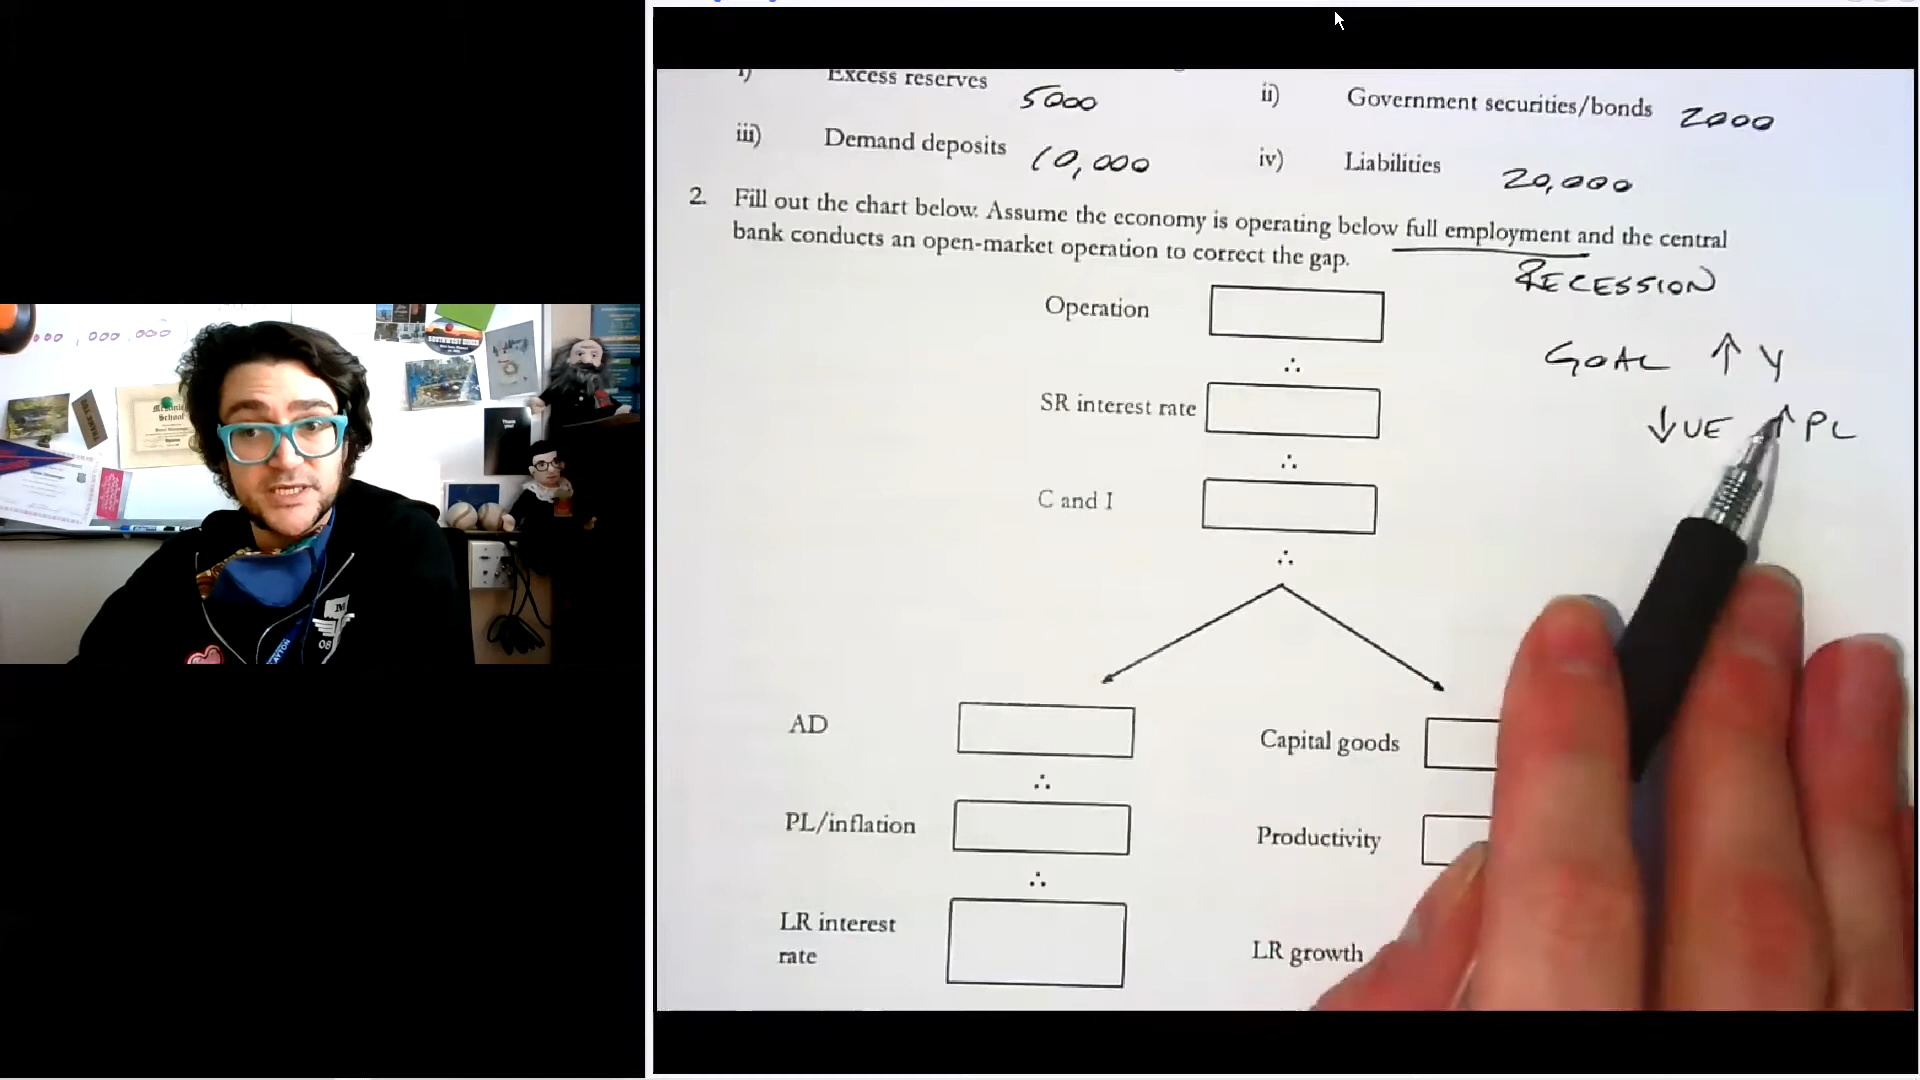 i) Excess reserves 5000 ii) Government securities/bonds 2000
iii) Demand deposits 10,000 iv) Liabilities 20,000
2. Fill out the chart below. Assume the economy is operating below full employment and the central
bank conducts an open-market operation to correct the gap.
RECESSION
Operation
GOAL ↑ Y
SR interest rate
↓ UE ↑ PL
C and I
AD
Capital goods
PL/inflation
Productivity
LR interest
rate
LR growth
Thank
you!
M
08